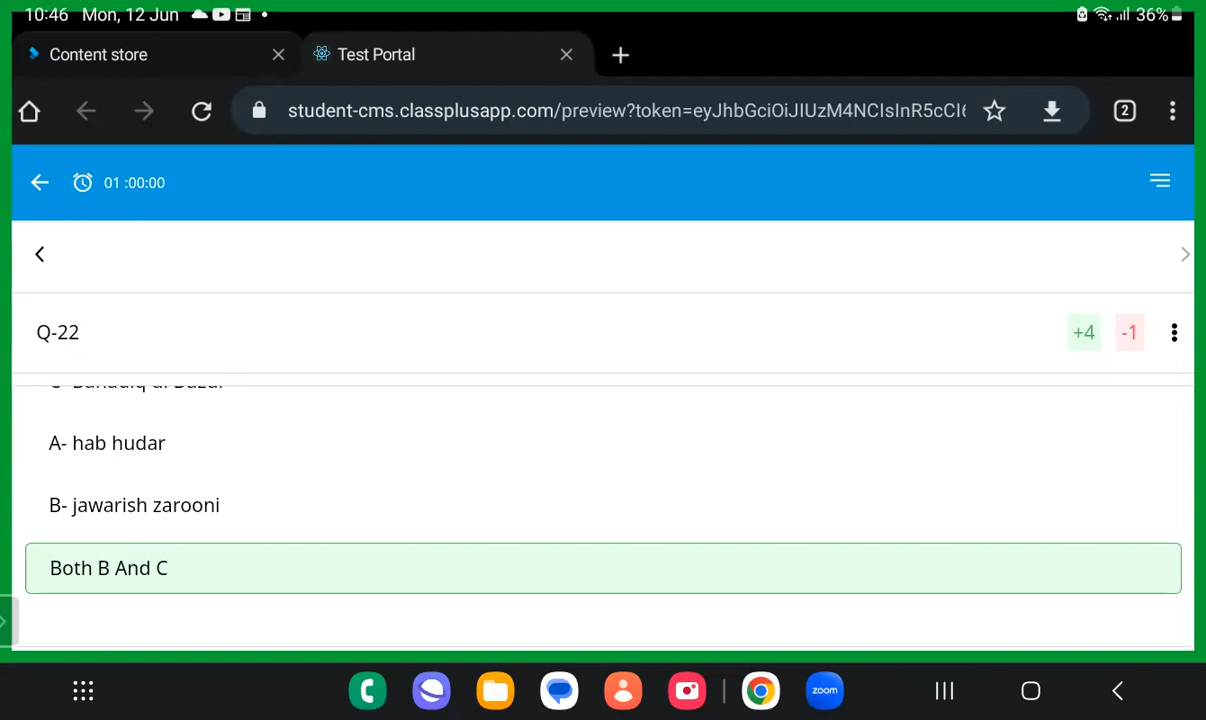 10:46 Mon, 12 Jun
36%
Content store
Test Portal
student-cms.classplusapp.com/preview?token=eyJhbGciOiJIUzM4NCIsInR5cCI6
2
01 :00:00
Q-22
+4
-1
A- hab hudar
B- jawarish zarooni
Both B And C
zoom